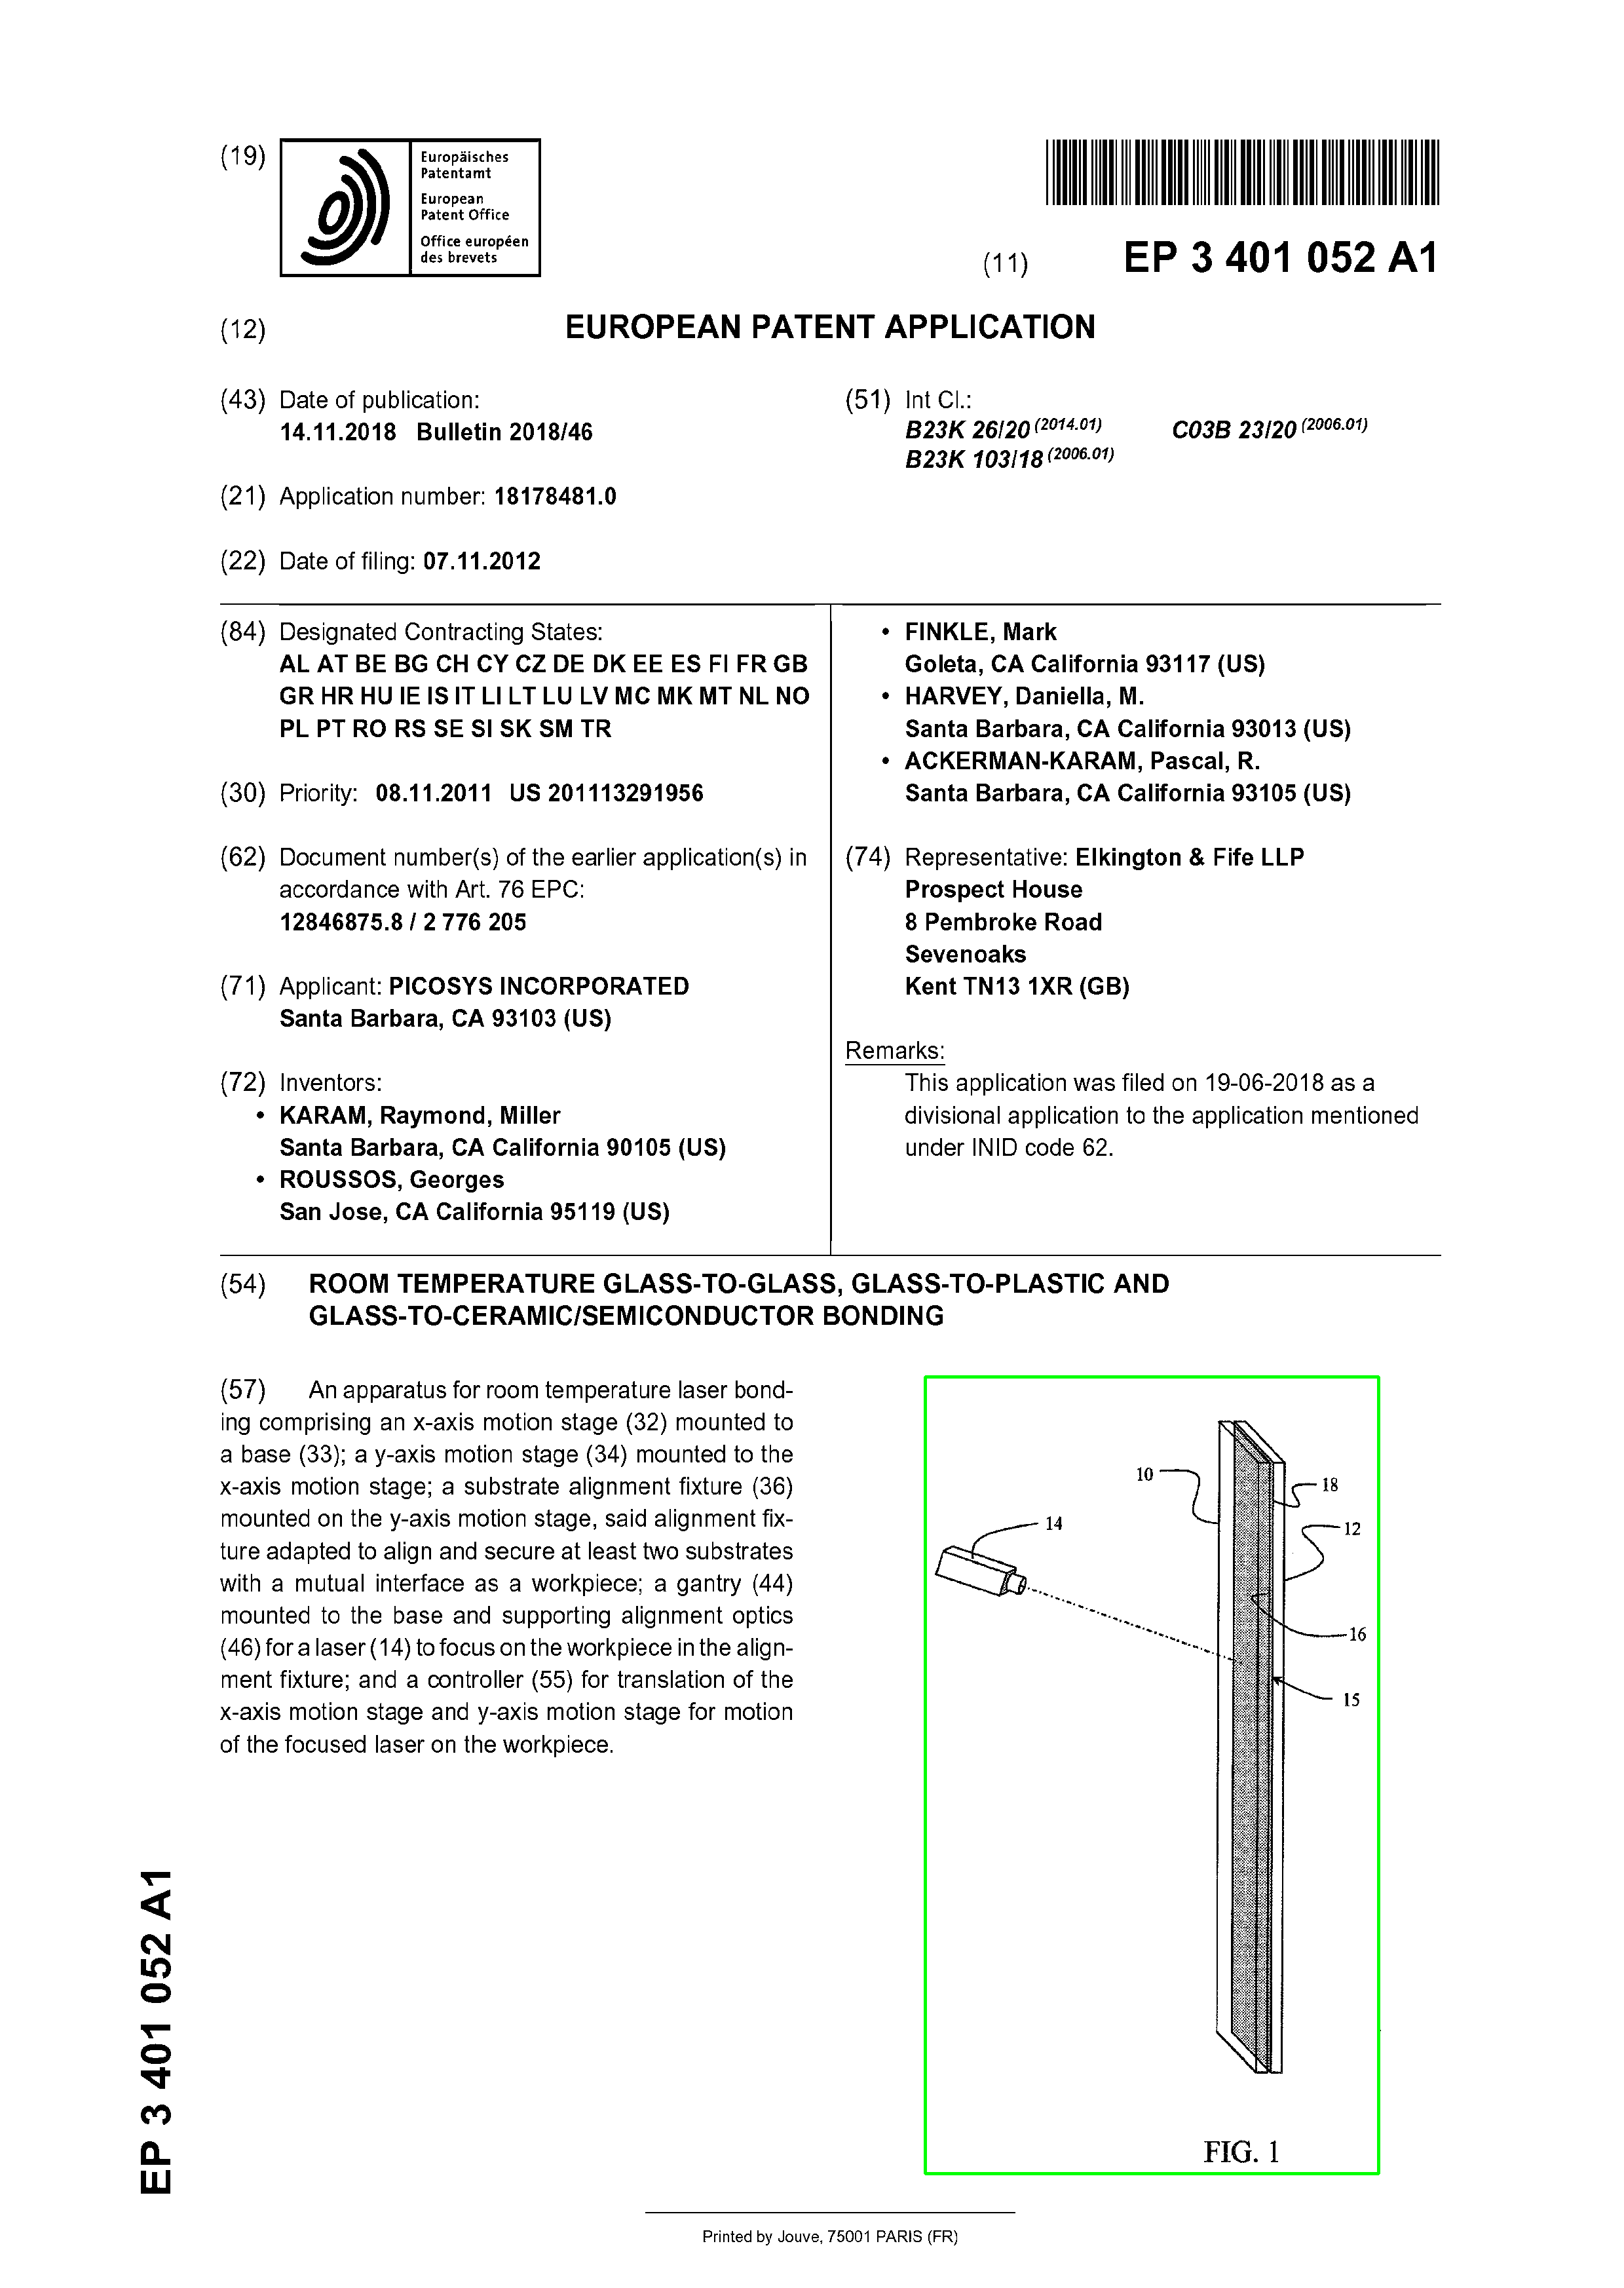 (19)
Europäisches
Patentamt
European
Patent Office
Office européen
des brevets
(11) EP 3 401 052 A1
(12) EUROPEAN PATENT APPLICATION
(43) Date of publication:
14.11.2018 Bulletin 2018/46
(21) Application number: 18178481.0
(22) Date of filing: 07.11.2012
(51) Int Cl.:
B23K 26/20 (2014.01) C03B 23/20 (2006.01)
B23K 103/18 (2006.01)
(84) Designated Contracting States:
AL AT BE BG CH CY CZ DE DK EE ES FI FR GB
GR HR HU IE IS IT LI LT LU LV MC MK MT NL NO
PL PT RO RS SE SI SK SM TR
(30) Priority: 08.11.2011 US 201113291956
(62) Document number(s) of the earlier application(s) in
accordance with Art. 76 EPC:
12846875.8 / 2 776 205
(71) Applicant: PICOSYS INCORPORATED
Santa Barbara, CA 93103 (US)
(72) Inventors:
• KARAM, Raymond, Miller
Santa Barbara, CA California 90105 (US)
• ROUSSOS, Georges
San Jose, CA California 95119 (US)
• FINKLE, Mark
Goleta, CA California 93117 (US)
• HARVEY, Daniella, M.
Santa Barbara, CA California 93013 (US)
• ACKERMAN-KARAM, Pascal, R.
Santa Barbara, CA California 93105 (US)
(74) Representative: Elkington & Fife LLP
Prospect House
8 Pembroke Road
Sevenoaks
Kent TN13 1XR (GB)
Remarks:
This application was filed on 19-06-2018 as a
divisional application to the application mentioned
under INID code 62.
(54) ROOM TEMPERATURE GLASS-TO-GLASS, GLASS-TO-PLASTIC AND
GLASS-TO-CERAMIC/SEMICONDUCTOR BONDING
(57) An apparatus for room temperature laser bond-
ing comprising an x-axis motion stage (32) mounted to
a base (33); a y-axis motion stage (34) mounted to the
x-axis motion stage; a substrate alignment fixture (36)
mounted on the y-axis motion stage, said alignment fix-
ture adapted to align and secure at least two substrates
with a mutual interface as a workpiece; a gantry (44)
mounted to the base and supporting alignment optics
(46) for a laser (14) to focus on the workpiece in the align-
ment fixture; and a controller (55) for translation of the
x-axis motion stage and y-axis motion stage for motion
of the focused laser on the workpiece.
10
18
14
12
16
15
FIG. 1
EP 3 401 052 A1
Printed by Jouve, 75001 PARIS (FR)